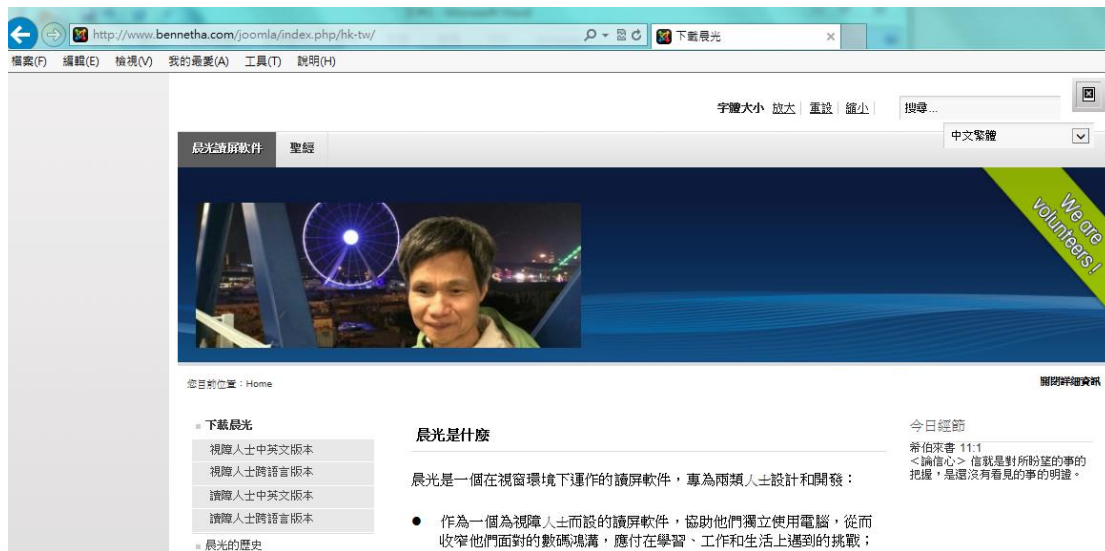 http://www.bennetha.com/joomla/index.php/hk-tw/
下載晨光
檔案(F) 編輯(E) 檢視(V) 我的最愛(A) 工具(T) 說明(H)
字體大小 放大 | 重設 | 縮小 |
搜尋...
中文繁體
晨光讀屏軟件 聖經
We are
volunteers!
您目前位置：Home
關閉詳細資訊
下載晨光
視障人士中英文版本
視障人士跨語言版本
讀障人士中英文版本
讀障人士跨語言版本
晨光的歷史
晨光是什麼
晨光是一個在視窗環境下運作的讀屏軟件，專為兩類人士設計和開發：
● 作為一個為視障人士而設的讀屏軟件，協助他們獨立使用電腦，從而
收窄他們面對的數碼鴻溝，應付在學習、工作和生活上遇到的挑戰；
今日經節
希伯來書 11:1
<論信心> 信就是對所盼望的事的
把握，是還沒有看見的事的明證。